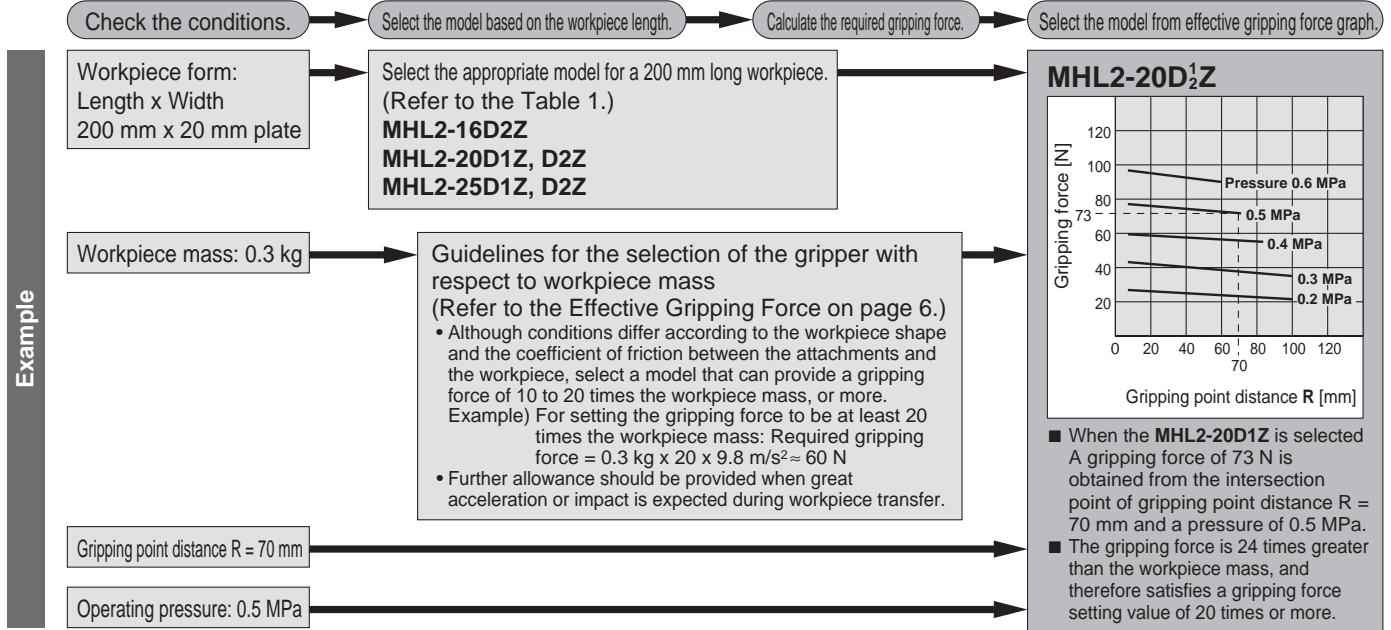 Check the conditions.
Select the model based on the workpiece length.
Calculate the required gripping force.
Select the model from effective gripping force graph.
Example
Workpiece form:
Length x Width
200 mm x 20 mm plate
Select the appropriate model for a 200 mm long workpiece.
(Refer to the Table 1.)
MHL2-16D2Z
MHL2-20D1Z, D2Z
MHL2-25D1Z, D2Z
Workpiece mass: 0.3 kg
Guidelines for the selection of the gripper with
respect to workpiece mass
(Refer to the Effective Gripping Force on page 6.)
• Although conditions differ according to the workpiece shape
and the coefficient of friction between the attachments and
the workpiece, select a model that can provide a gripping
force of 10 to 20 times the workpiece mass, or more.
Example) For setting the gripping force to be at least 20
times the workpiece mass: Required gripping
force = 0.3 kg x 20 x 9.8 m/s² ≈ 60 N
• Further allowance should be provided when great
acceleration or impact is expected during workpiece transfer.
Gripping point distance R = 70 mm
Operating pressure: 0.5 MPa
MHL2-20D½Z
Gripping force [N]
120
100
80
73
60
40
20
Pressure 0.6 MPa
0.5 MPa
0.4 MPa
0.3 MPa
0.2 MPa
0 20 40 60 80 100 120
70
Gripping point distance R [mm]
■ When the MHL2-20D1Z is selected
A gripping force of 73 N is
obtained from the intersection
point of gripping point distance R =
70 mm and a pressure of 0.5 MPa.
■ The gripping force is 24 times greater
than the workpiece mass, and
therefore satisfies a gripping force
setting value of 20 times or more.